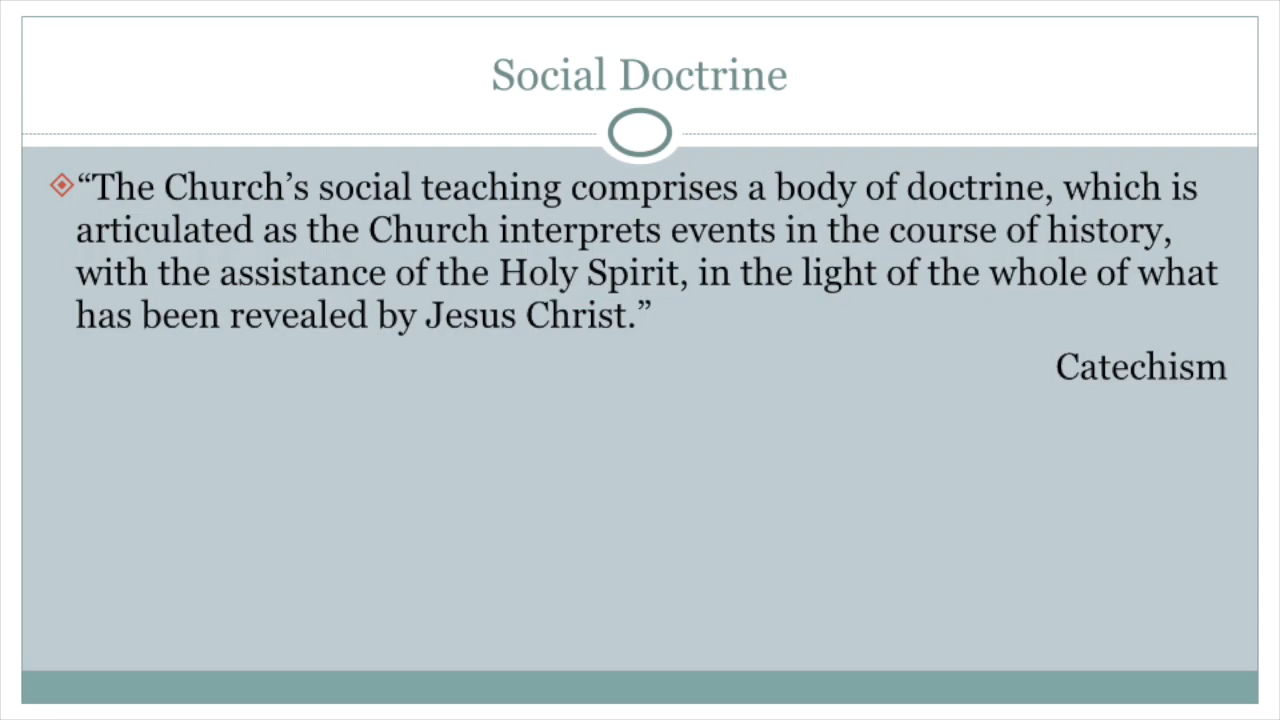 Social Doctrine
“The Church’s social teaching comprises a body of doctrine, which is
articulated as the Church interprets events in the course of history,
with the assistance of the Holy Spirit, in the light of the whole of what
has been revealed by Jesus Christ.”
Catechism